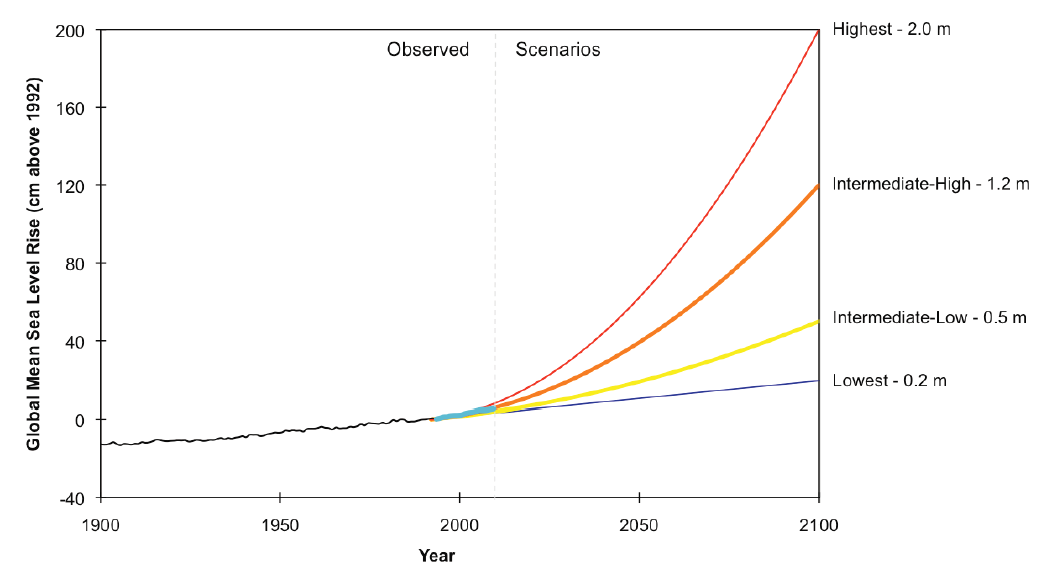 Global Mean Sea Level Rise (cm above 1992)
200
160
120
80
40
0
-40
Observed
Scenarios
Highest - 2.0 m
Intermediate-High - 1.2 m
Intermediate-Low - 0.5 m
Lowest - 0.2 m
1900
1950
2000
2050
2100
Year